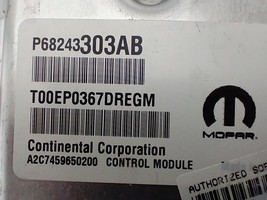 P68243303AB
T00EP0367DREGM
MOPAR
Continental Corporation
A2C7459650200 CONTROL MODULE
AUTHORIZED